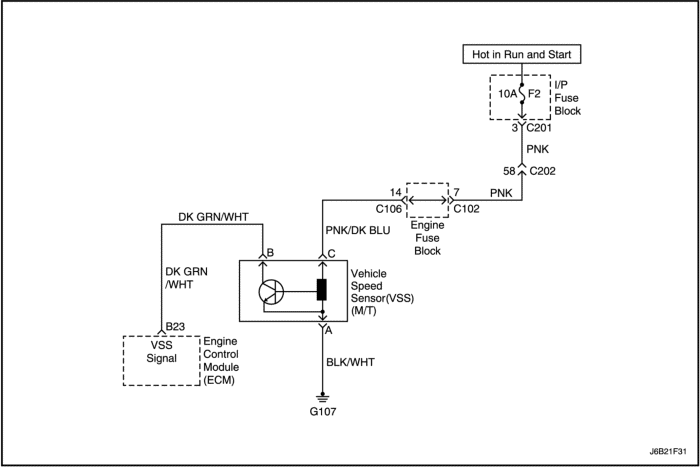 Hot in Run and Start
10A F2
I/P
Fuse
Block
3 C201
PNK
58 C202
14 7 PNK
C106 C102
Engine
Fuse
Block
DK GRN/WHT
PNK/DK BLU
B C
DK GRN
/WHT
Vehicle
Speed
Sensor(VSS)
(M/T)
B23
A
VSS
Signal
Engine
Control
Module
(ECM)
BLK/WHT
G107
J6B21F31